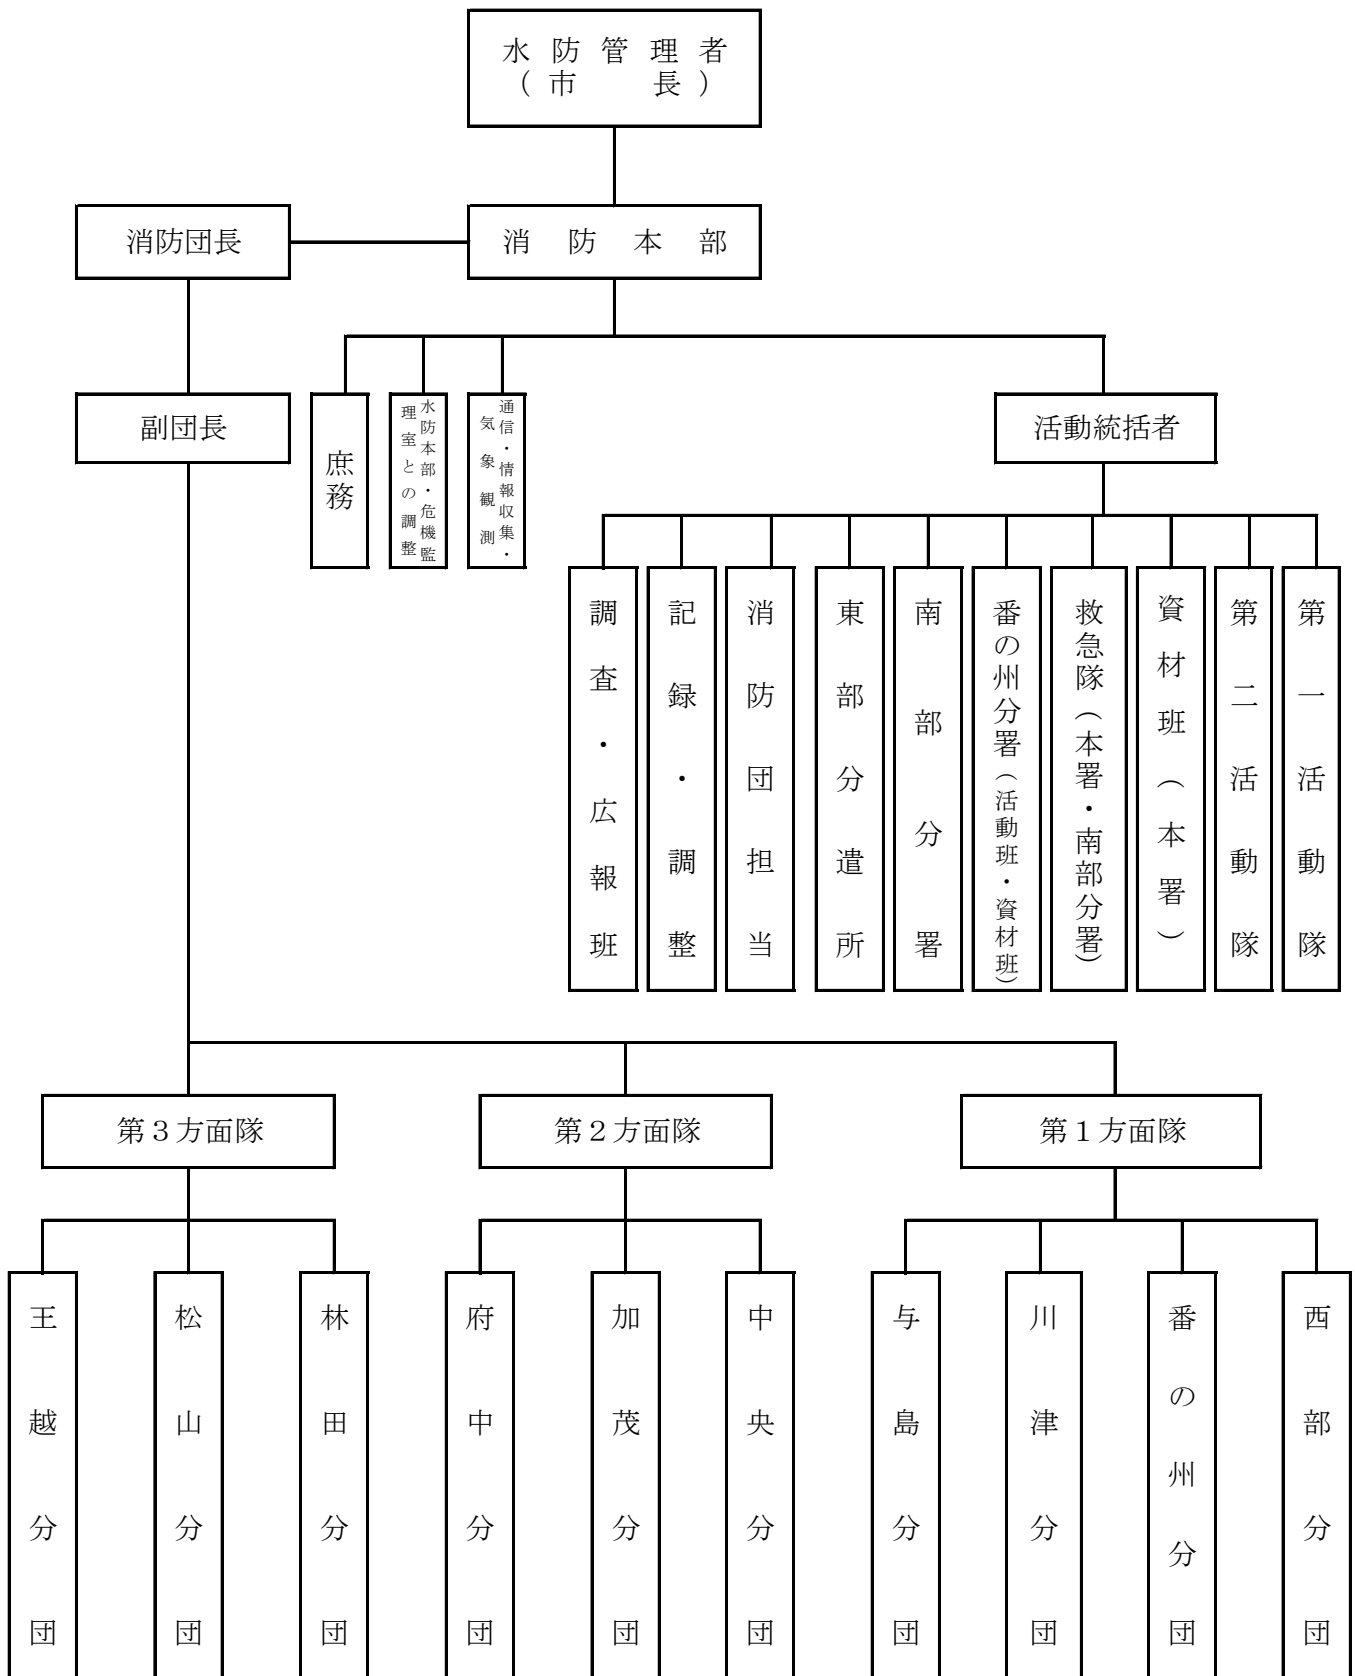 水防管理者
(市 長)
消防団長
消防本部
副団長
庶務
水防本部・危機監
理室との調整
通信・情報収集・
気象観測
活動統括者
調査・広報班
記録・調整
消防団担当
東部分遣所
南部分署
番の州分署(活動班・資材班)
救急隊(本署・南部分署)
資材班(本署)
第二活動隊
第一活動隊
第3方面隊
第2方面隊
第1方面隊
王越分団
松山分団
林田分団
府中分団
加茂分団
中央分団
与島分団
川津分団
番の州分団
西部分団